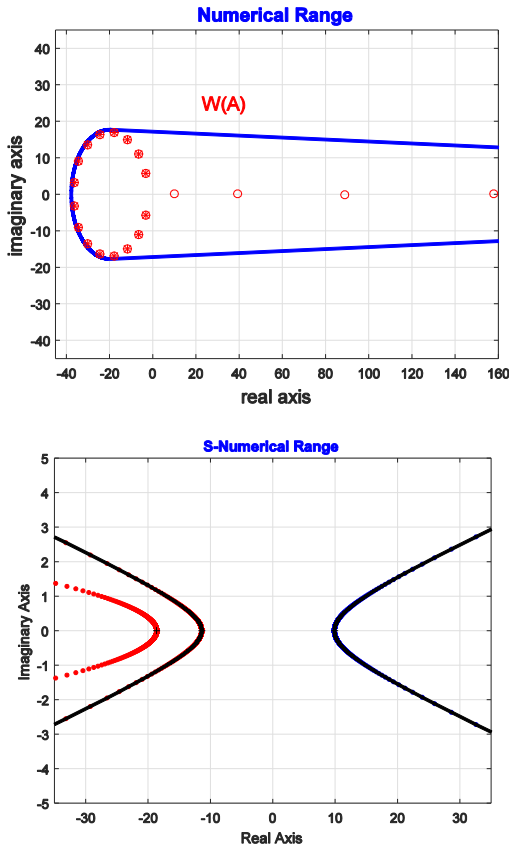 Numerical Range
40
30
20
10
0
-10
-20
-30
-40
imaginary axis
W(A)
-40 -20 0 20 40 60 80 100 120 140 160
real axis
S-Numerical Range
5
4
3
2
1
0
-1
-2
-3
-4
-5
Imaginary Axis
-30 -20 -10 0 10 20 30
Real Axis